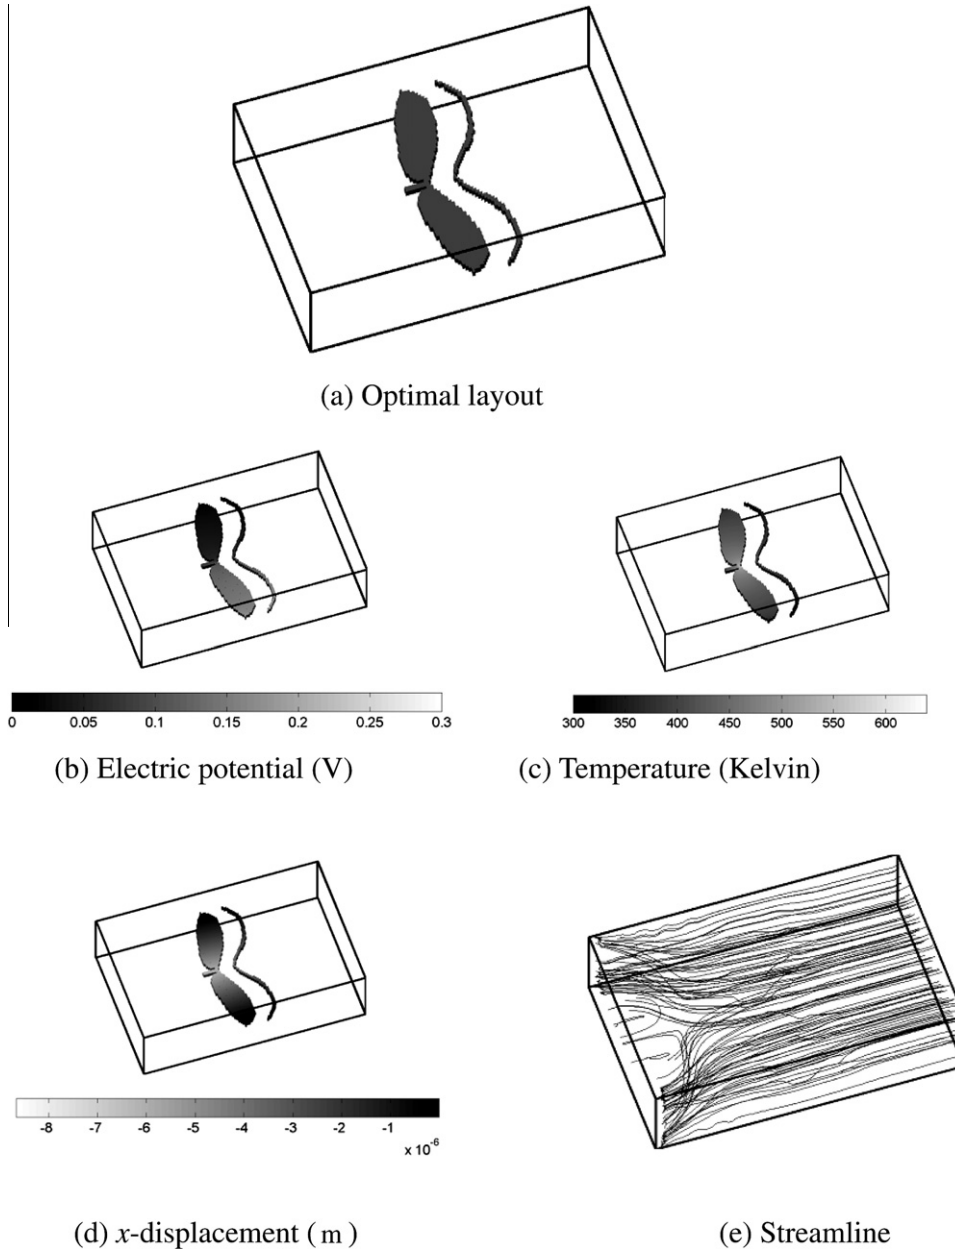 (a) Optimal layout
0 0.05 0.1 0.15 0.2 0.25 0.3
300 350 400 450 500 550 600
(b) Electric potential (V)
(c) Temperature (Kelvin)
-8 -7 -6 -5 -4 -3 -2 -1
x 10⁻⁶
(d) x-displacement ( m )
(e) Streamline